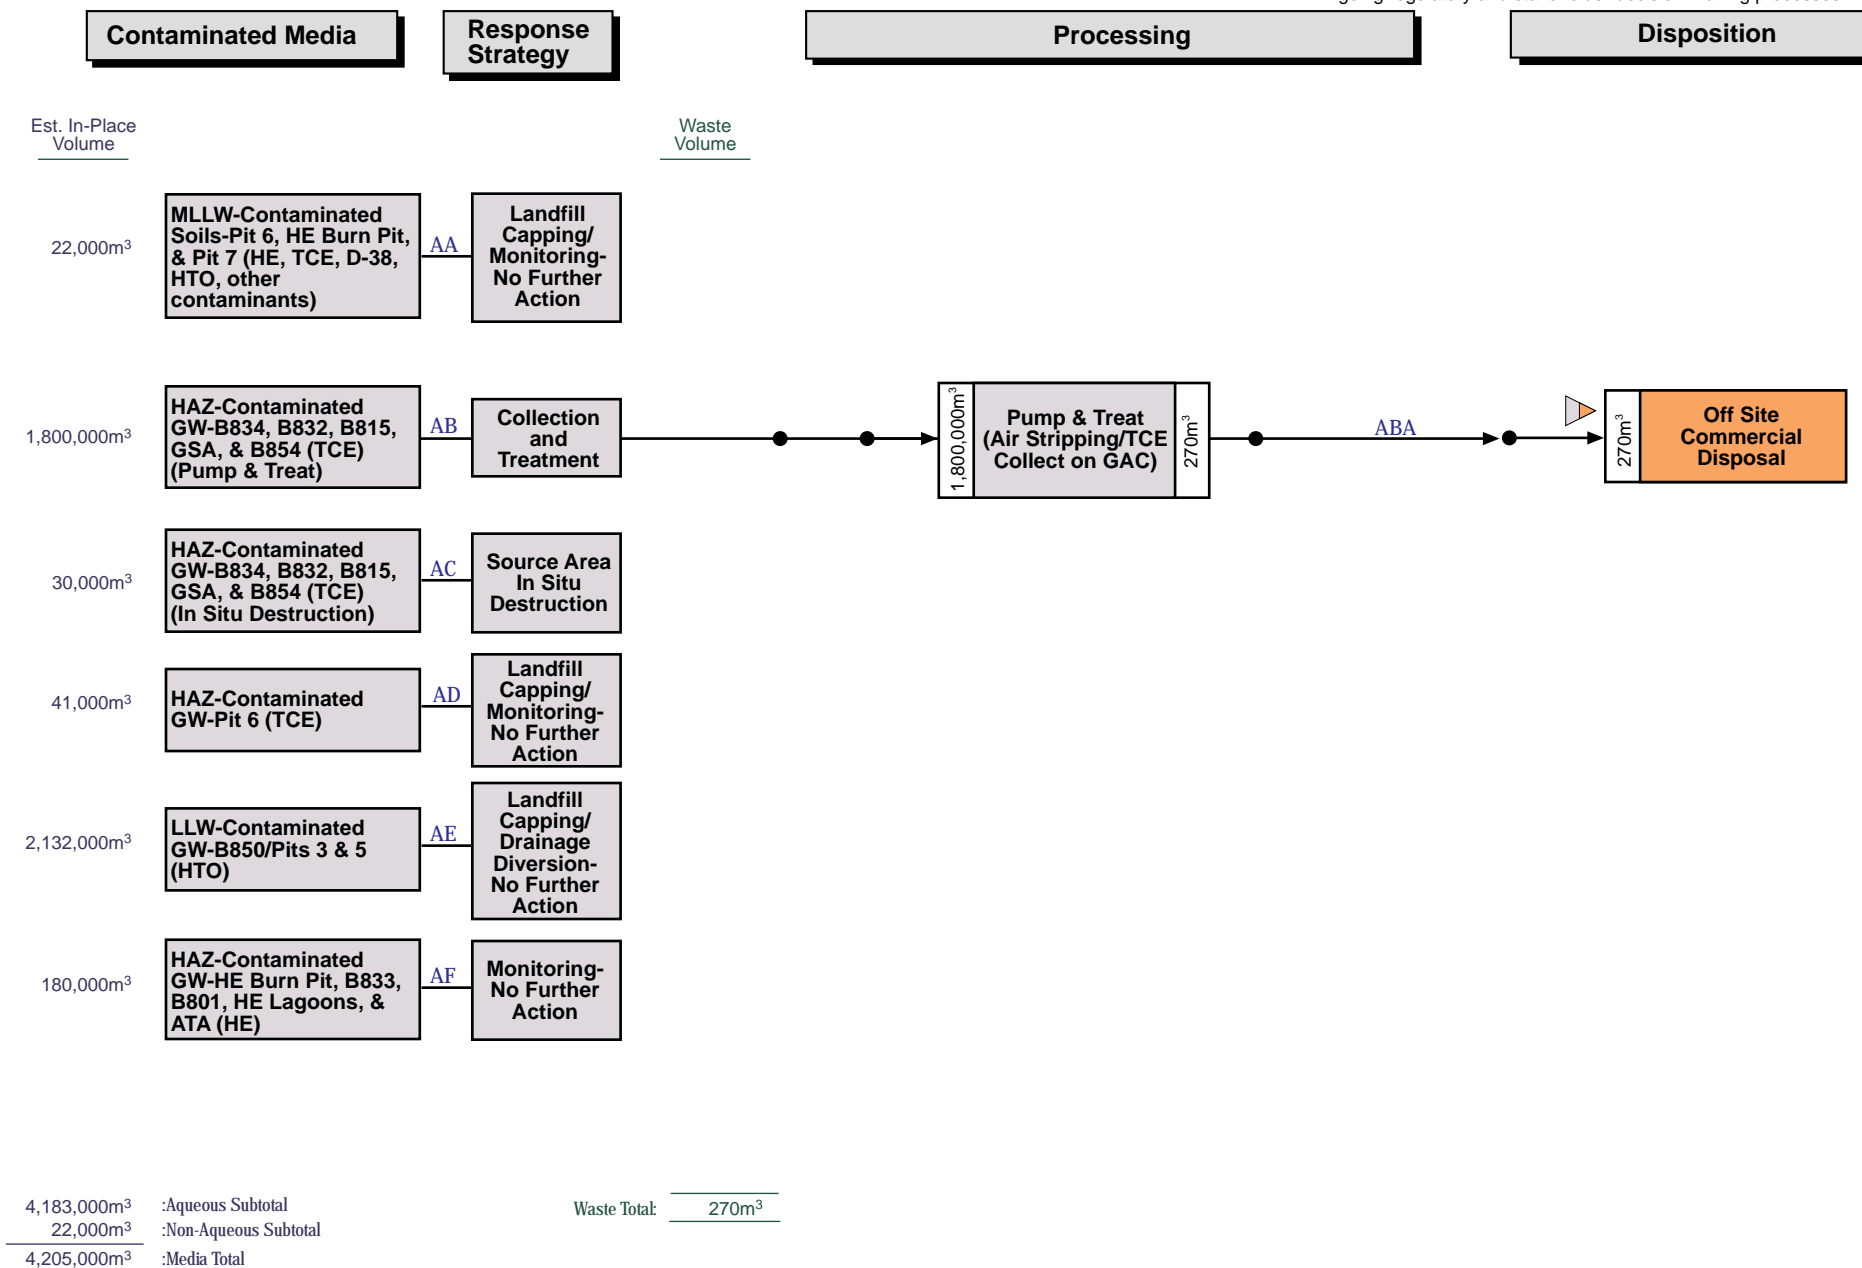 Contaminated Media
Response
Strategy
Processing
Disposition
Est. In-Place
Volume
Waste
Volume
22,000m³
MLLW-Contaminated
Soils-Pit 6, HE Burn Pit,
& Pit 7 (HE, TCE, D-38,
HTO, other
contaminants)
AA
Landfill
Capping/
Monitoring-
No Further
Action
1,800,000m³
HAZ-Contaminated
GW-B834, B832, B815,
GSA, & B854 (TCE)
(Pump & Treat)
AB
Collection
and
Treatment
1,800,000m³
Pump & Treat
(Air Stripping/TCE
Collect on GAC)
270m³
ABA
270m³
Off Site
Commercial
Disposal
30,000m³
HAZ-Contaminated
GW-B834, B832, B815,
GSA, & B854 (TCE)
(In Situ Destruction)
AC
Source Area
In Situ
Destruction
41,000m³
HAZ-Contaminated
GW-Pit 6 (TCE)
AD
Landfill
Capping/
Monitoring-
No Further
Action
2,132,000m³
LLW-Contaminated
GW-B850/Pits 3 & 5
(HTO)
AE
Landfill
Capping/
Drainage
Diversion-
No Further
Action
180,000m³
HAZ-Contaminated
GW-HE Burn Pit, B833,
B801, HE Lagoons, &
ATA (HE)
AF
Monitoring-
No Further
Action
4,183,000m³ :Aqueous Subtotal
22,000m³ :Non-Aqueous Subtotal
4,205,000m³ :Media Total
Waste Total: 270m³